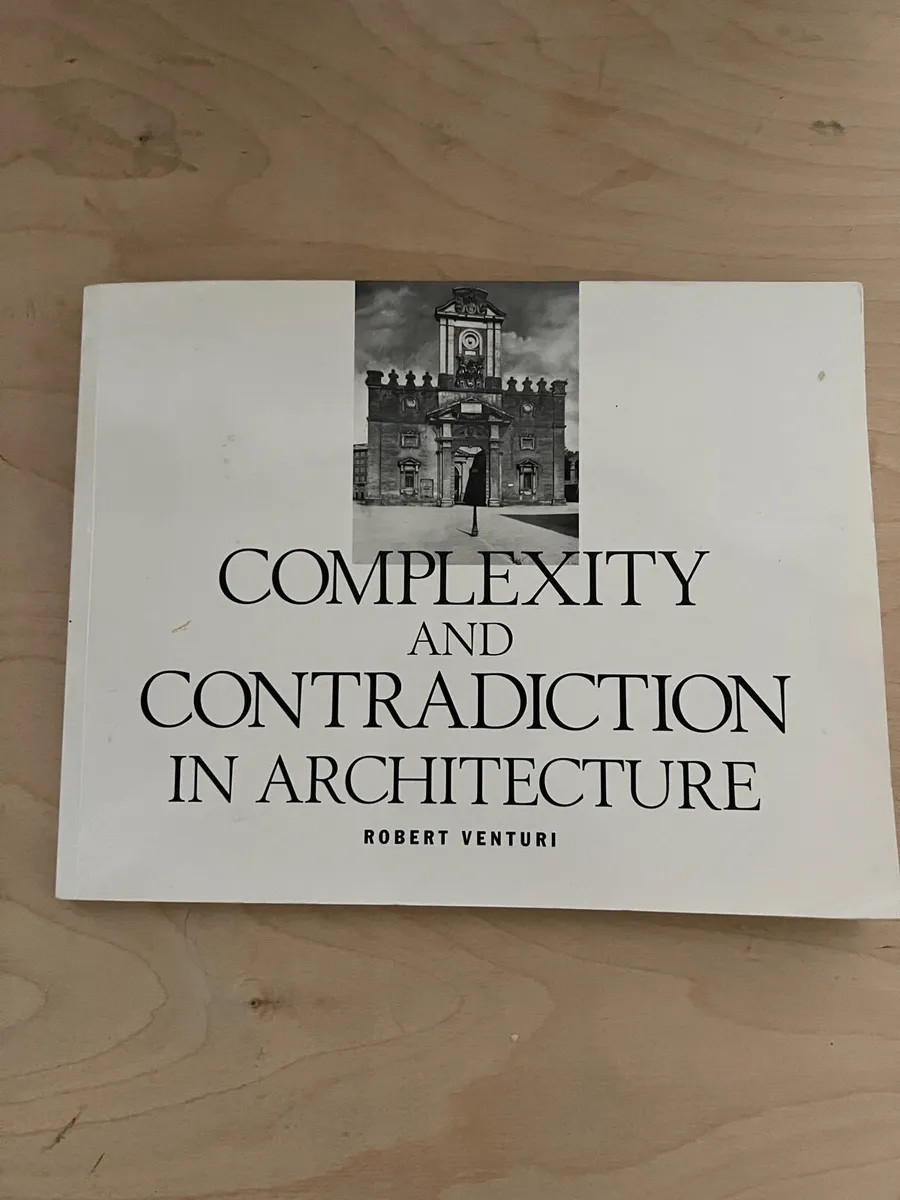 COMPLEXITY
AND
CONTRADICTION
IN ARCHITECTURE
ROBERT VENTURI